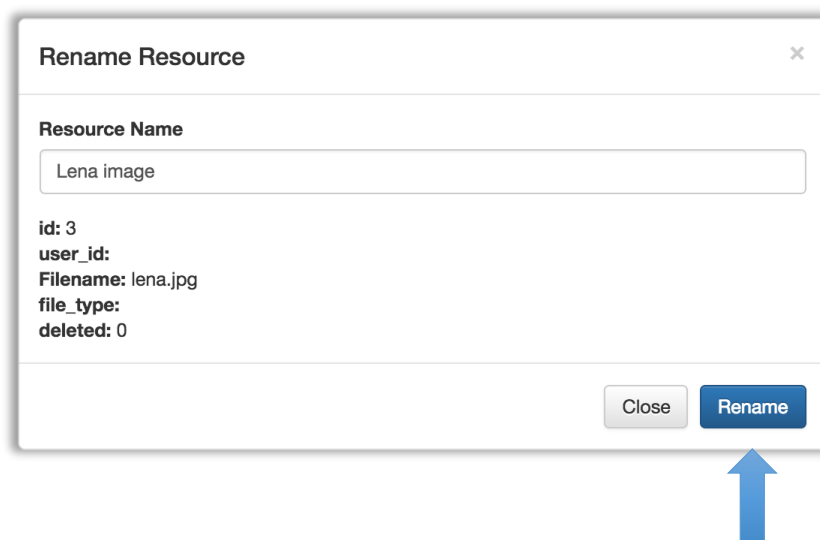 Rename Resource ×
Resource Name
Lena image
id: 3
user_id:
Filename: lena.jpg
file_type:
deleted: 0
Close Rename